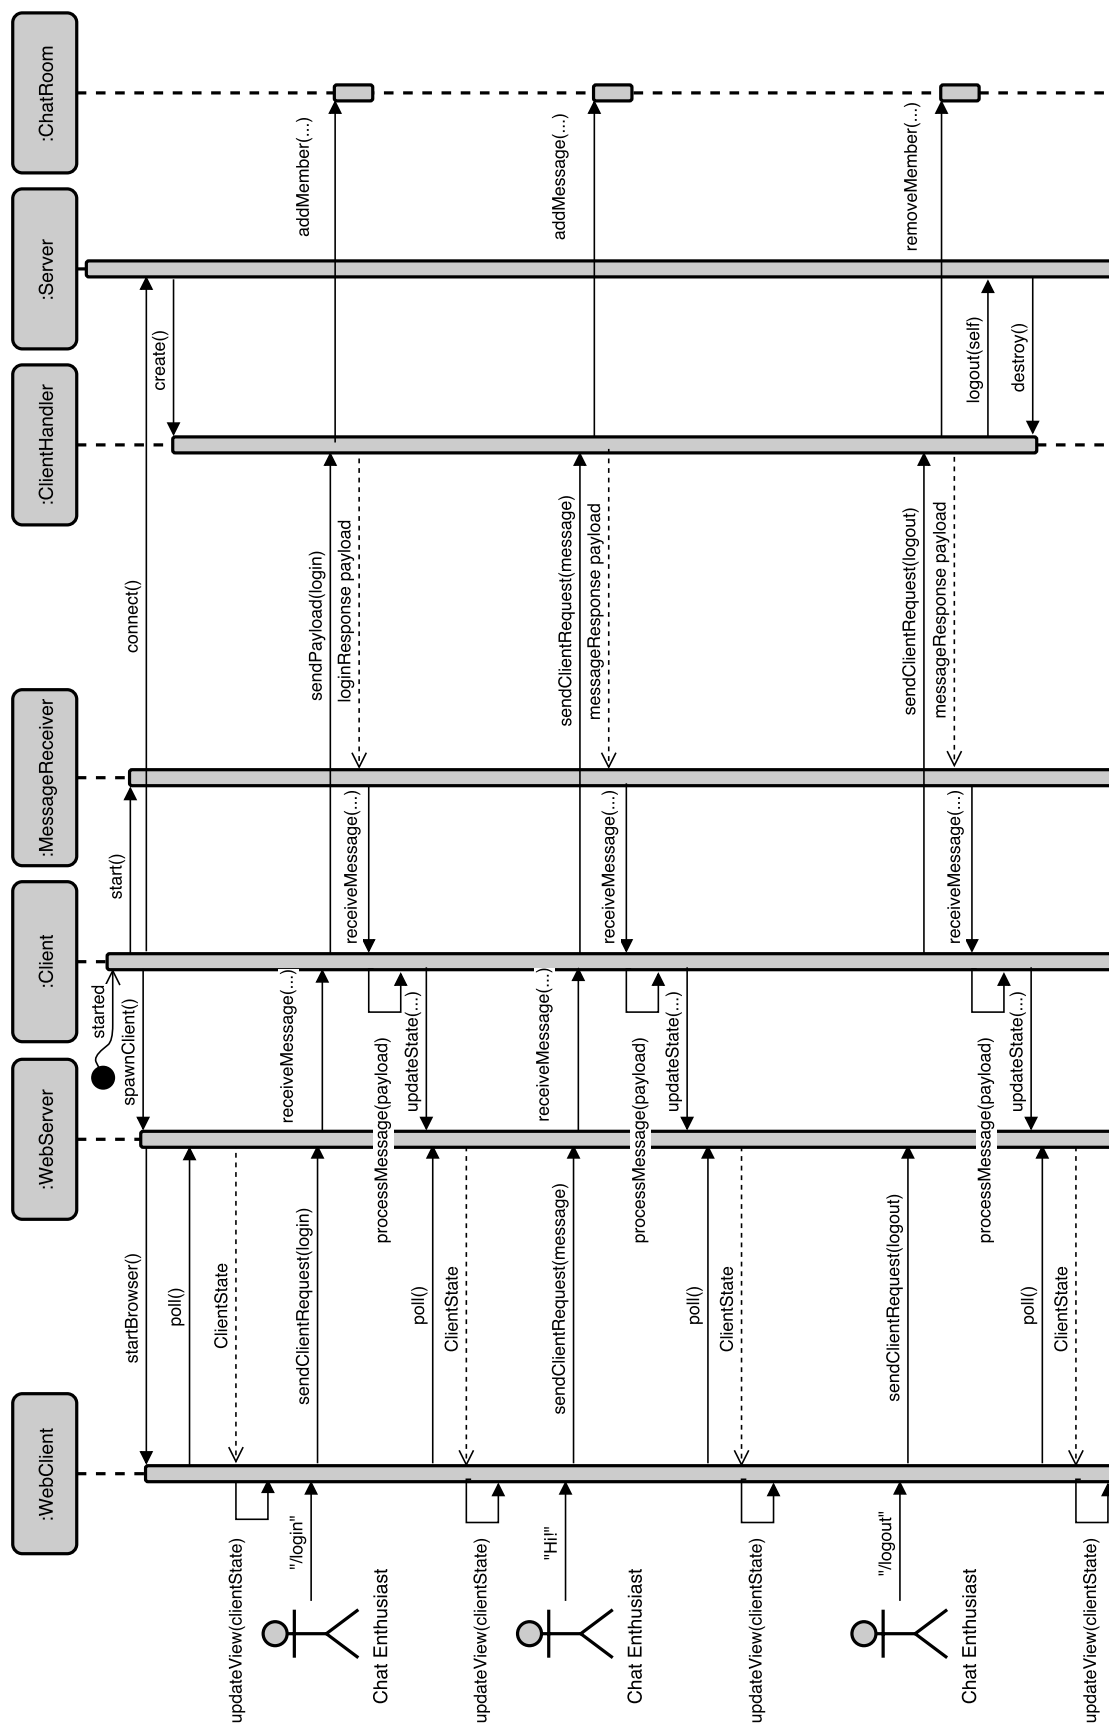 :WebClient
:WebServer
:Client
:MessageReceiver
:ClientHandler
:Server
:ChatRoom
started
start()
spawnClient()
startBrowser()
connect()
create()
poll()
ClientState
updateView(clientState)
"/login"
Chat Enthusiast
sendClientRequest(login)
receiveMessage(...)
sendPayload(login)
addMember(...)
loginResponse payload
receiveMessage(...)
processMessage(payload)
updateState(...)
poll()
ClientState
updateView(clientState)
"Hi!"
Chat Enthusiast
sendClientRequest(message)
receiveMessage(...)
sendClientRequest(message)
addMessage(...)
messageResponse payload
receiveMessage(...)
processMessage(payload)
updateState(...)
poll()
ClientState
updateView(clientState)
"/logout"
Chat Enthusiast
sendClientRequest(logout)
sendClientRequest(logout)
removeMember(...)
messageResponse payload
receiveMessage(...)
logout(self)
destroy()
processMessage(payload)
updateState(...)
poll()
ClientState
updateView(clientState)